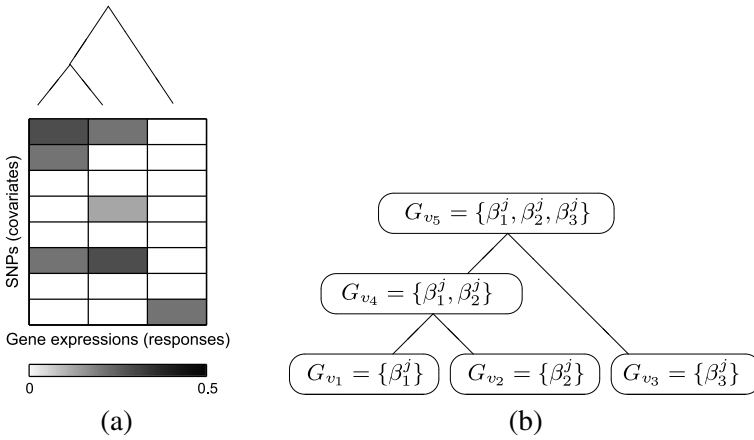 SNPs (covariates)
Gene expressions (responses)
0 0.5
(a)
G_{v_5} = {β_1^j, β_2^j, β_3^j}
G_{v_4} = {β_1^j, β_2^j}
G_{v_1} = {β_1^j} G_{v_2} = {β_2^j} G_{v_3} = {β_3^j}
(b)